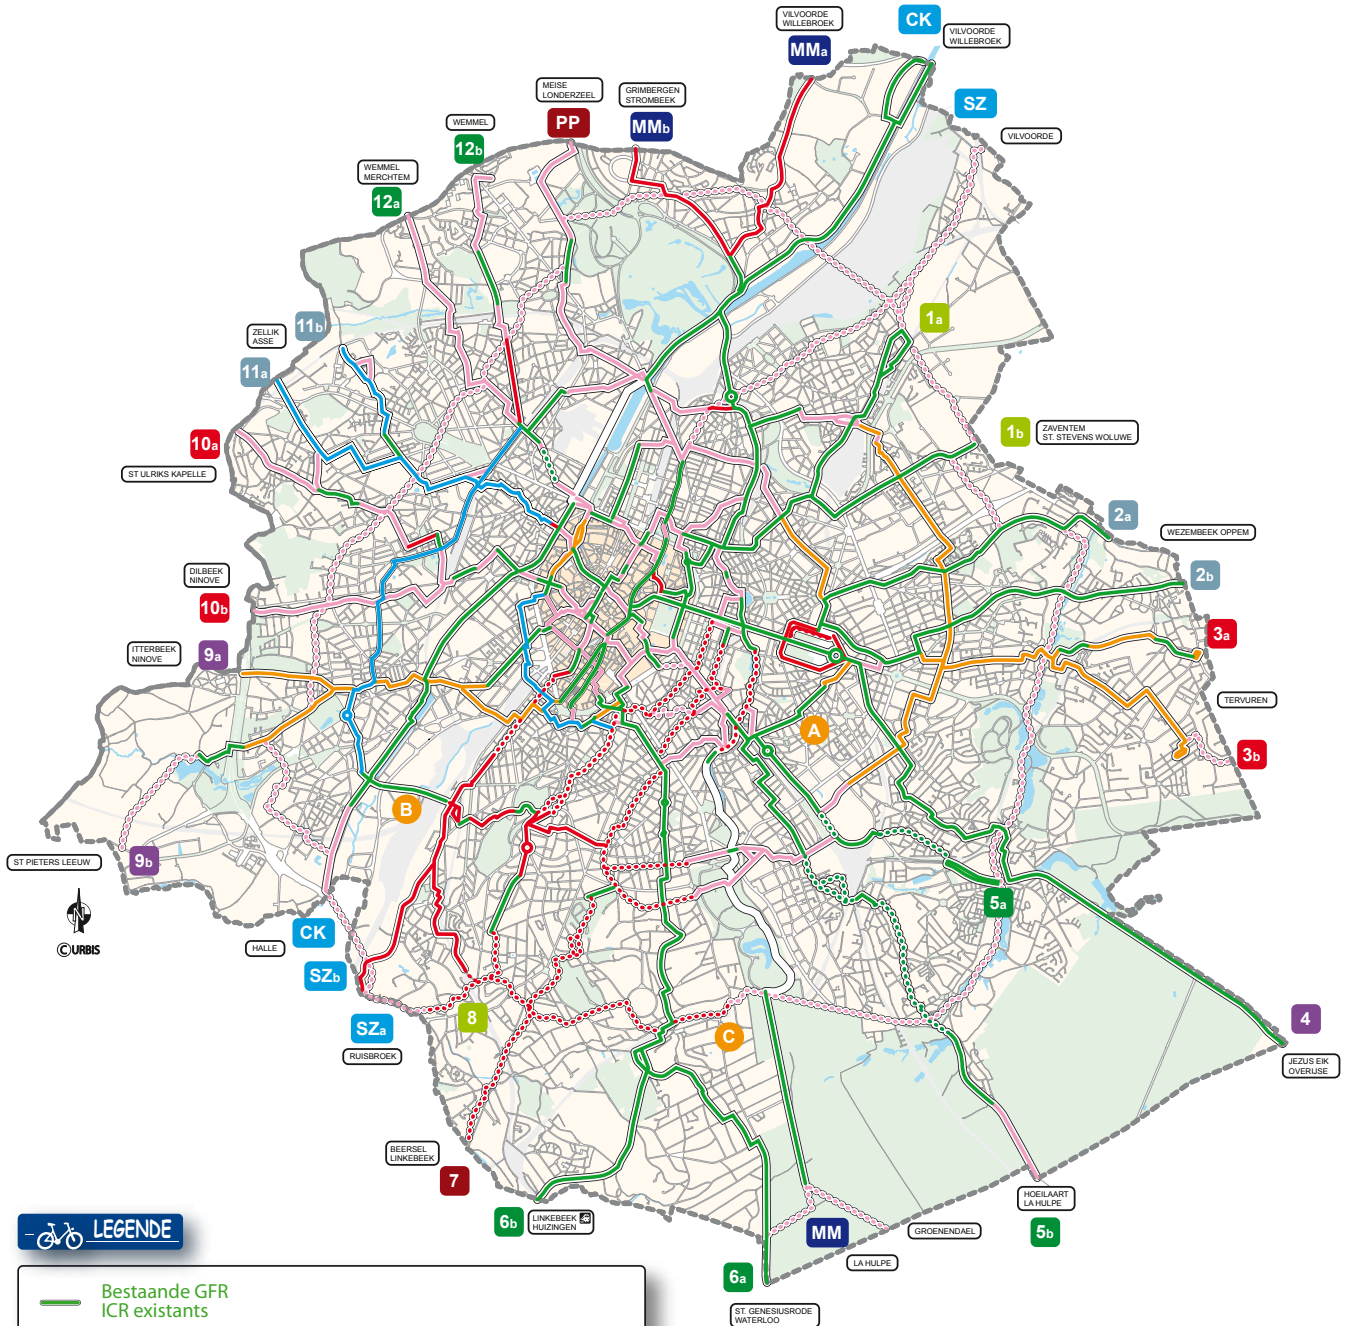 VILVOORDE
WILLEBROEK
MMa
CK
VILVOORDE
WILLEBROEK
MEISE
LONDERZEEL
PP
GRIMBERGEN
STROMBEEK
MMb
SZ
VILVOORDE
WEMMEL
12b
WEMMEL
MERCHTEM
12a
ZELLIK
ASSE
11b
11a
1a
10a
ST ULRIKS KAPELLE
1b
ZAVENTEM
ST. STEVENS WOLUWE
2a
WEZEMBEEK OPPEM
DILBEEK
NINOVE
10b
2b
ITTERBEEK
NINOVE
9a
3a
TERVUREN
A
3b
B
ST PIETERS LEEUW
9b
N
©URBIS
CK
HALLE
5a
SZb
SZa
RUISBROEK
8
C
4
JEZUS EIK
OVERIJSE
BEERSEL
LINKEBEEK
7
6b
LINKEBEEK
HUIZINGEN
HOEILAART
LA HULPE
5b
MM
GROENENDAEL
LA HULPE
6a
ST. GENESIUSRODE
WATERLOO
LEGENDE
Bestaande GFR
ICR existants